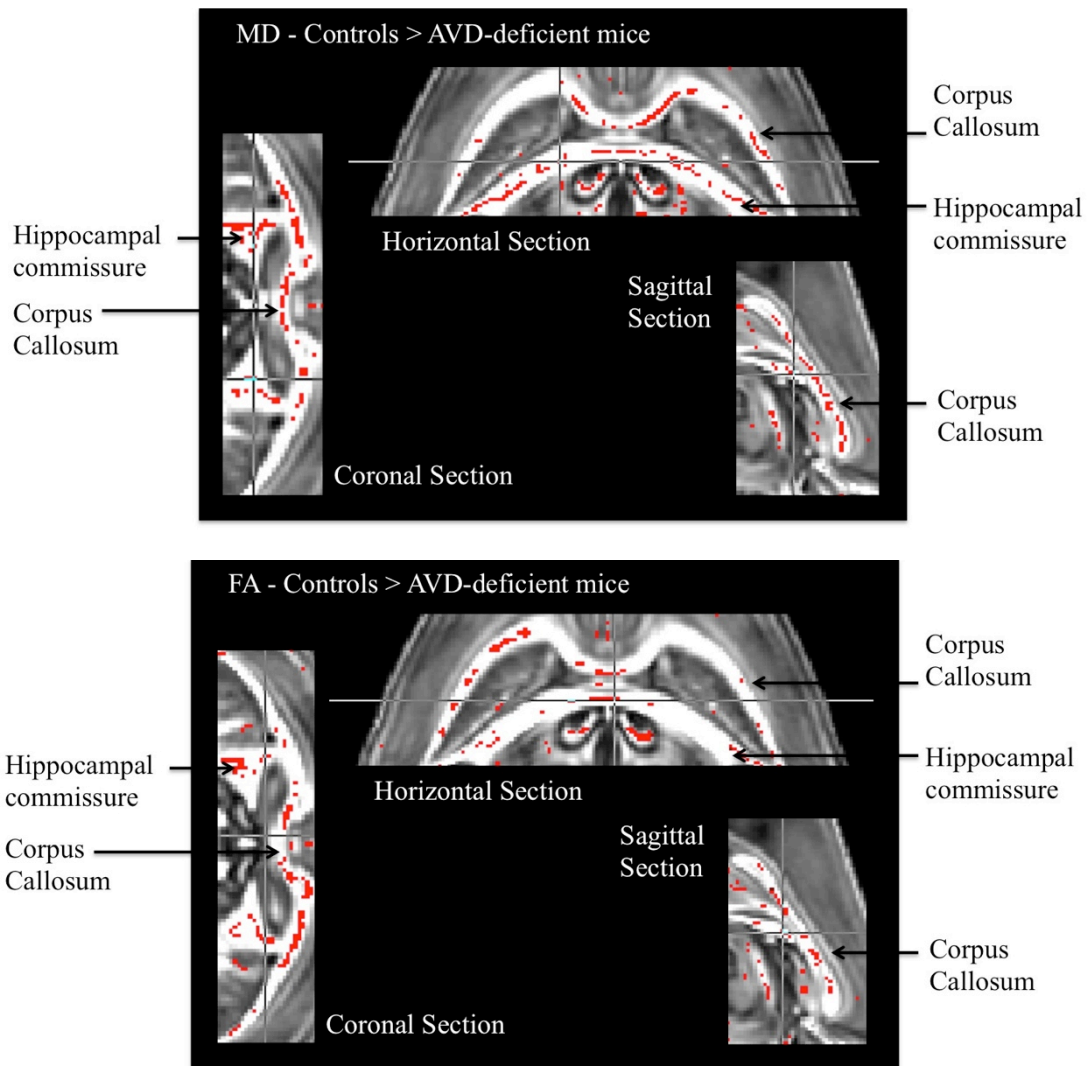 MD - Controls > AVD-deficient mice
Corpus
Callosum
Hippocampal
commissure
Horizontal Section
Hippocampal
commissure
Sagittal
Section
Corpus
Callosum
Corpus
Callosum
Coronal Section
FA - Controls > AVD-deficient mice
Corpus
Callosum
Hippocampal
commissure
Hippocampal
commissure
Horizontal Section
Sagittal
Section
Corpus
Callosum
Corpus
Callosum
Coronal Section